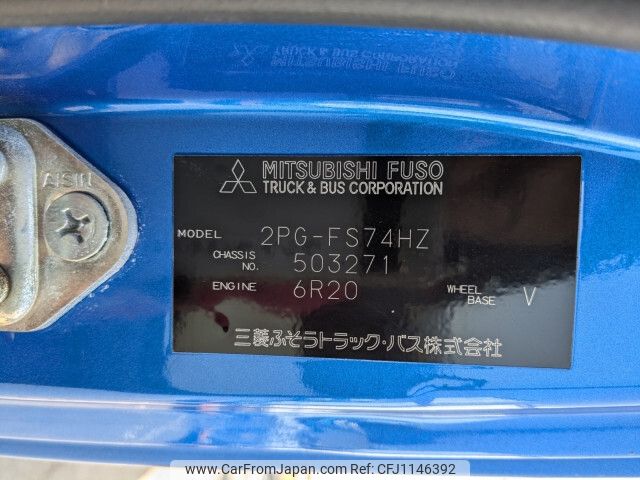 AISIN
MITSUBISHI FUSO
TRUCK & BUS CORPORATION
MODEL 2PG-FS74HZ
CHASSIS NO. 503271
ENGINE 6R20 WHEEL BASE V
三菱ふそうトラック・バス株式会社
www.CarFromJapan.com CFJ1146392